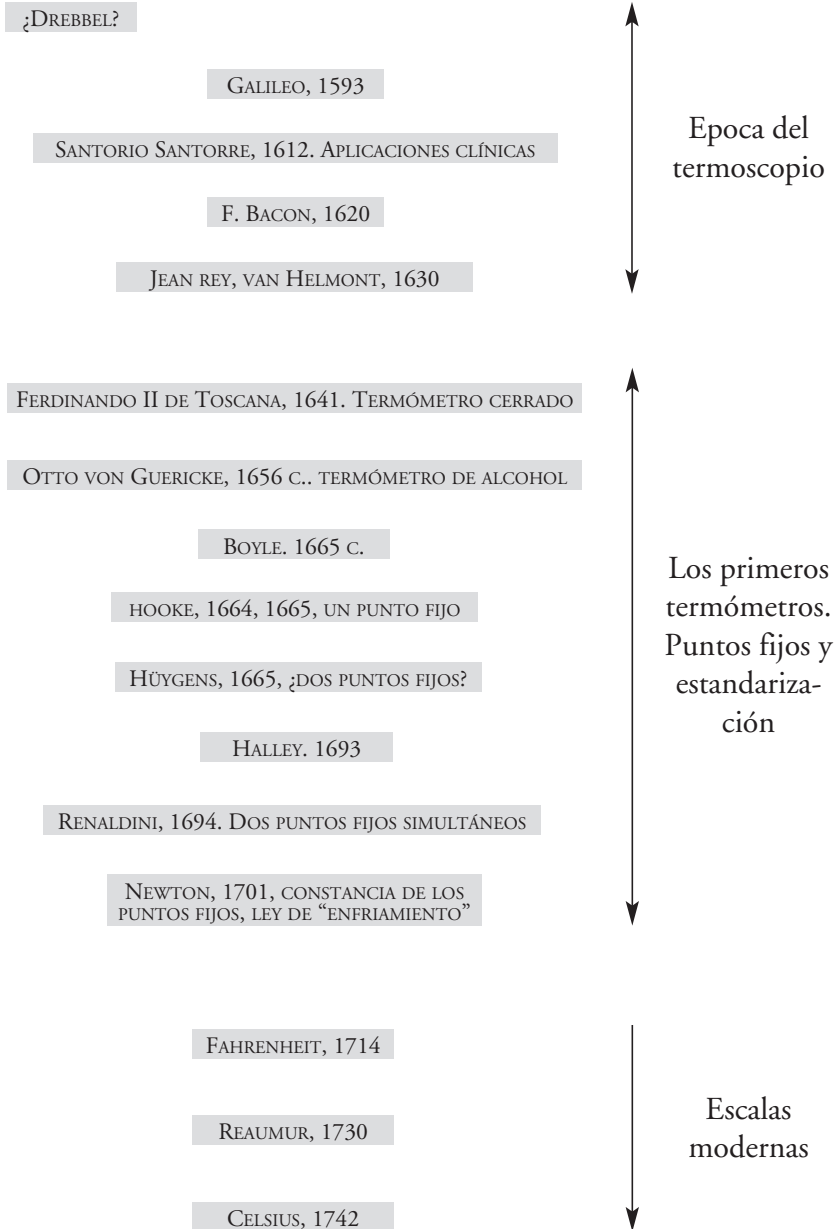 ¿Drebbel?
Galileo, 1593
Epoca del
termoscopio
Santorio Santorre, 1612. Aplicaciones clínicas
F. Bacon, 1620
Jean rey, van Helmont, 1630
Ferdinando II de Toscana, 1641. Termómetro cerrado
Otto von Guericke, 1656 c.. termómetro de alcohol
Boyle. 1665 c.
hooke, 1664, 1665, un punto fijo
Hüygens, 1665, ¿dos puntos fijos?
Halley. 1693
Renaldini, 1694. Dos puntos fijos simultáneos
Newton, 1701, constancia de los
puntos fijos, ley de “enfriamiento”
Los primeros
termómetros.
Puntos fijos y
estandariza-
ción
Fahrenheit, 1714
Reaumur, 1730
Celsius, 1742
Escalas
modernas